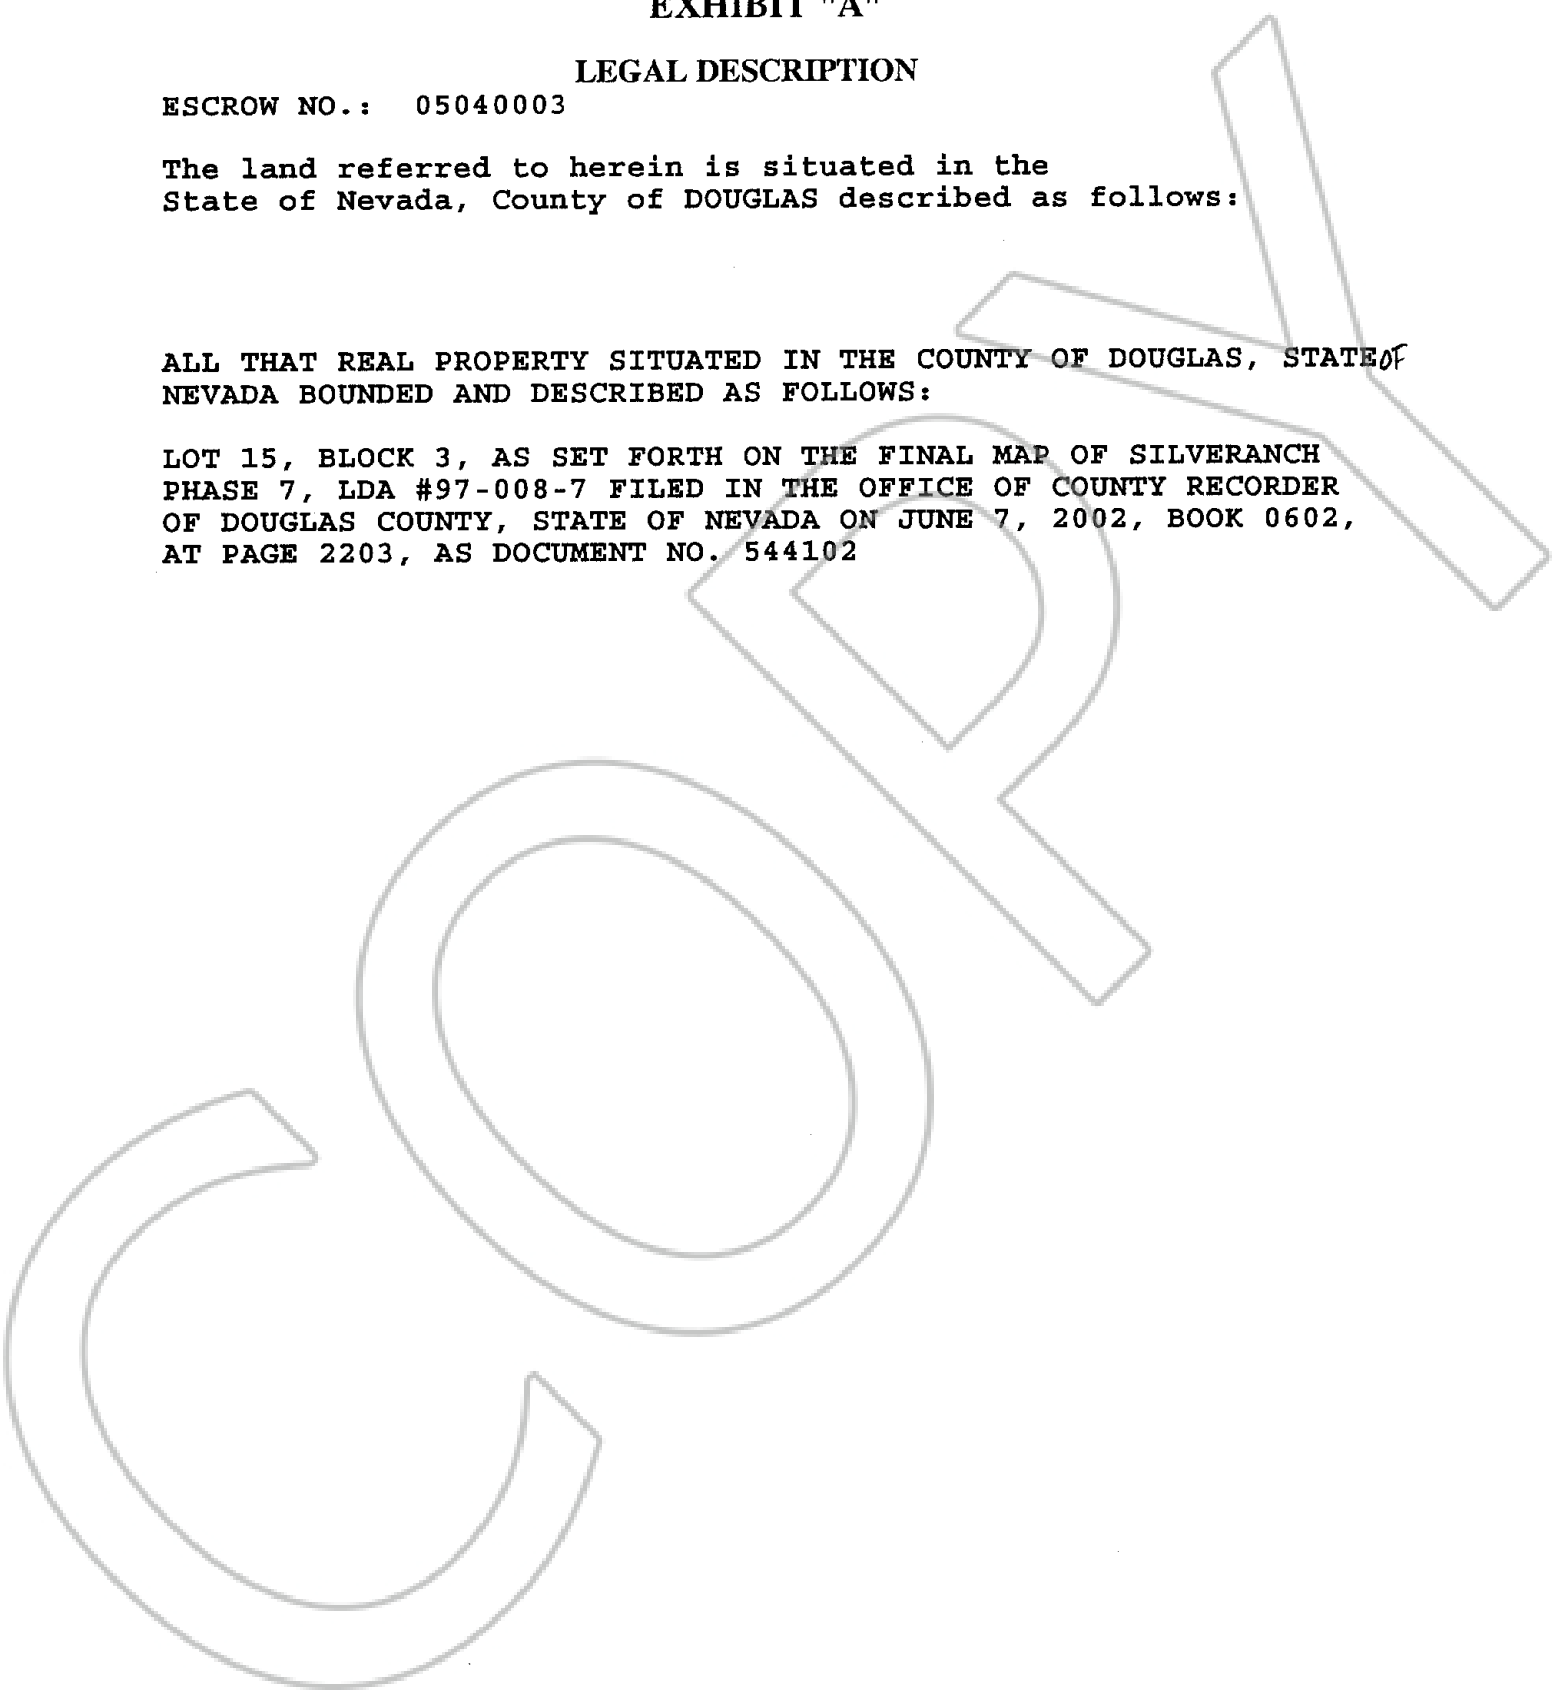 EXHIBIT "A"
LEGAL DESCRIPTION
ESCROW NO.: 05040003
The land referred to herein is situated in the
State of Nevada, County of DOUGLAS described as follows:
ALL THAT REAL PROPERTY SITUATED IN THE COUNTY OF DOUGLAS, STATE OF
NEVADA BOUNDED AND DESCRIBED AS FOLLOWS:
LOT 15, BLOCK 3, AS SET FORTH ON THE FINAL MAP OF SILVERANCH
PHASE 7, LDA #97-008-7 FILED IN THE OFFICE OF COUNTY RECORDER
OF DOUGLAS COUNTY, STATE OF NEVADA ON JUNE 7, 2002, BOOK 0602,
AT PAGE 2203, AS DOCUMENT NO. 544102
COPY